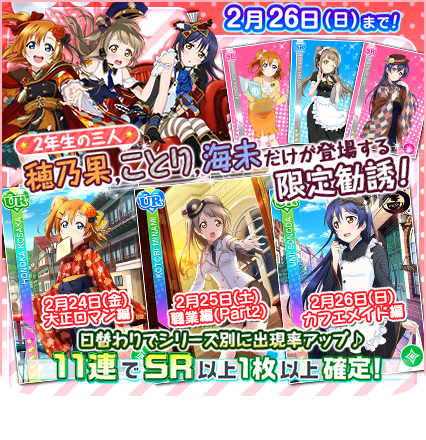 2月26日(日)まで!
SR
SR
SR
2年生の三人
穂乃果,ことり,海未だけが登場する
限定勧誘!
UR
UR
UR
HONOKA KOSAKA
KOTORI MINAMI
UMI SONODA
2月24日(金)
大正ロマン編
2月25日(土)
職業編(Part2)
2月26日(日)
カフェメイド編
日替わりでシリーズ別に出現率アップ♪
11連でSR以上1枚以上確定!